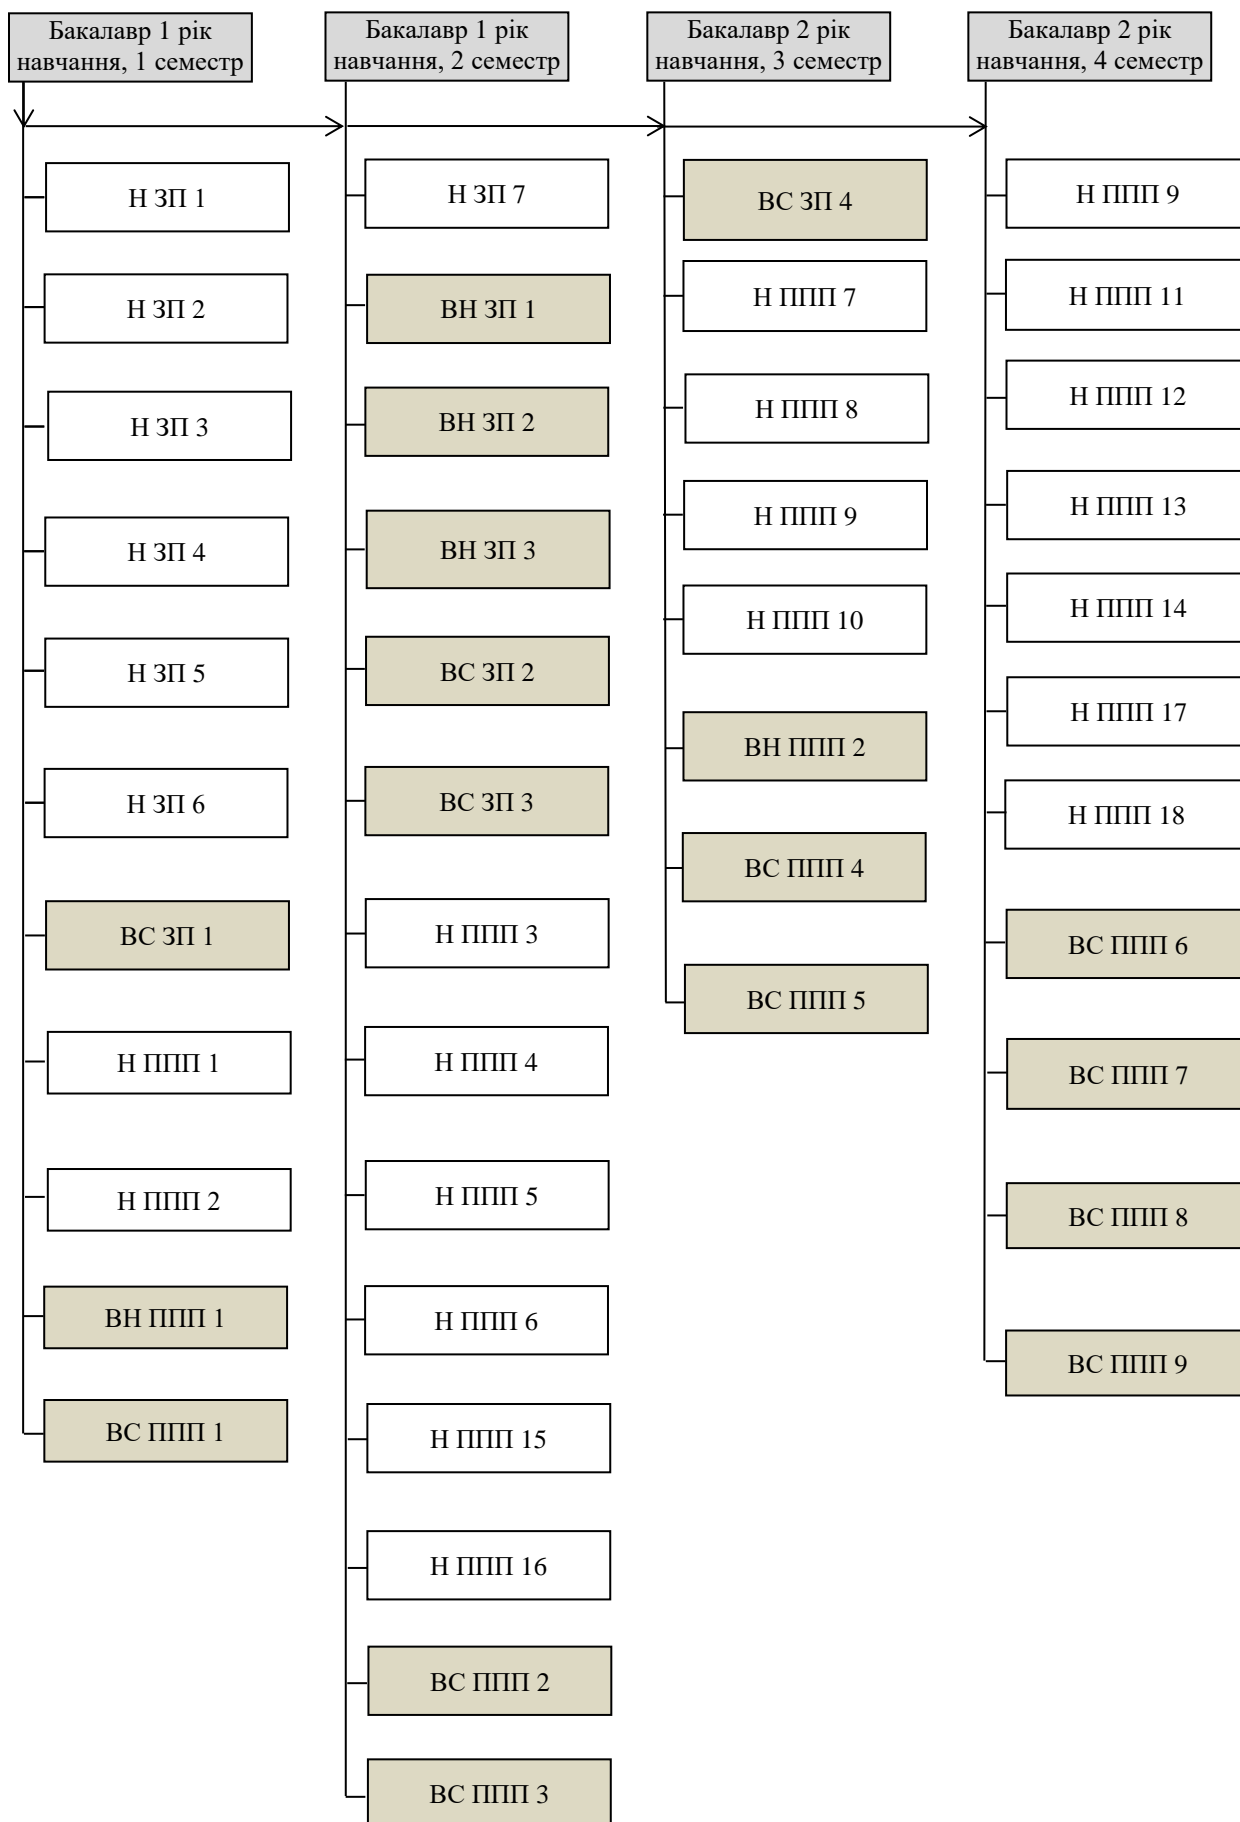 Бакалавр 1 рік
навчання, 1 семестр
Н ЗП 1
Н ЗП 2
Н ЗП 3
Н ЗП 4
Н ЗП 5
Н ЗП 6
ВС ЗП 1
Н ППП 1
Н ППП 2
ВН ППП 1
ВС ППП 1
Бакалавр 1 рік
навчання, 2 семестр
Н ЗП 7
ВН ЗП 1
ВН ЗП 2
ВН ЗП 3
ВС ЗП 2
ВС ЗП 3
Н ППП 3
Н ППП 4
Н ППП 5
Н ППП 6
Н ППП 15
Н ППП 16
ВС ППП 2
ВС ППП 3
Бакалавр 2 рік
навчання, 3 семестр
ВС ЗП 4
Н ППП 7
Н ППП 8
Н ППП 9
Н ППП 10
ВН ППП 2
ВС ППП 4
ВС ППП 5
Бакалавр 2 рік
навчання, 4 семестр
Н ППП 9
Н ППП 11
Н ППП 12
Н ППП 13
Н ППП 14
Н ППП 17
Н ППП 18
ВС ППП 6
ВС ППП 7
ВС ППП 8
ВС ППП 9